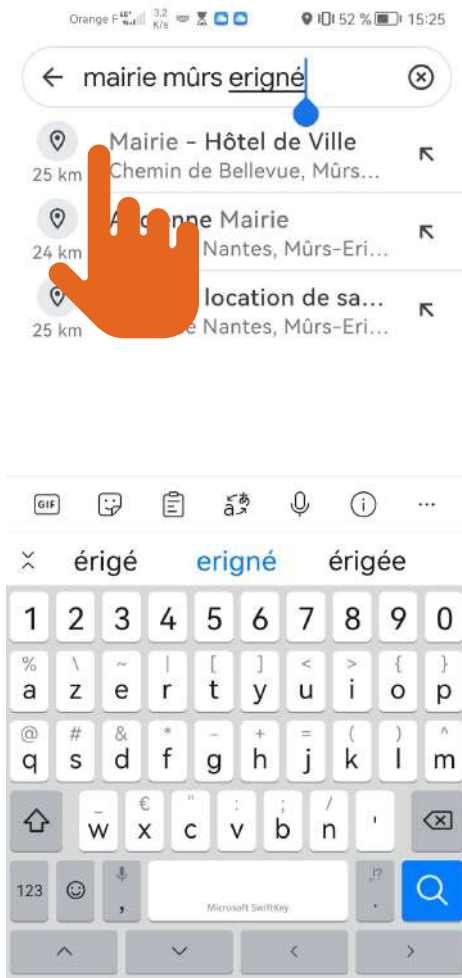 Orange F 3,2 K/s 52 % 15:25
mairie mûrs erigné
Mairie - Hôtel de Ville
25 km Chemin de Bellevue, Mûrs...
Mairie
24 km Nantes, Mûrs-Eri...
location de sa...
25 km Nantes, Mûrs-Eri...
GIF
érigé erigné érigée
1 2 3 4 5 6 7 8 9 0
% \ ~ | [ ] < > { }
a z e r t y u i o p
@ # & * - + = ( ) ^
q s d f g h j k l m
_ € " : ; /
w x c v b n '
123 , Microsoft SwiftKey ,!? .